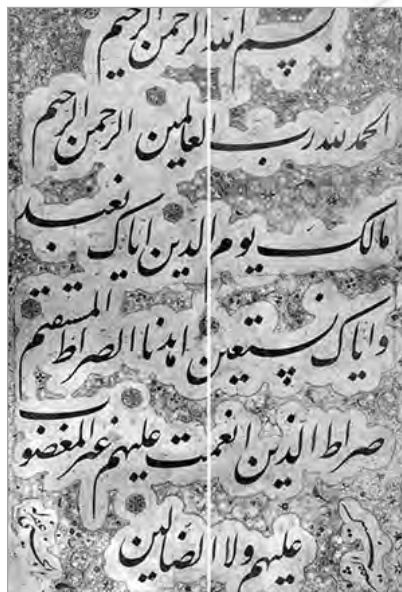 بسم الله الرحمن الرحیم
الحمد لله رب العالمین الرحمن الرحیم
مالک یوم الدین ایاک نعبد
وایاک نستعین اهدنا الصراط المستقیم
صراط الذین انعمت علیهم غیر المغضوب
علیهم ولا الضالین